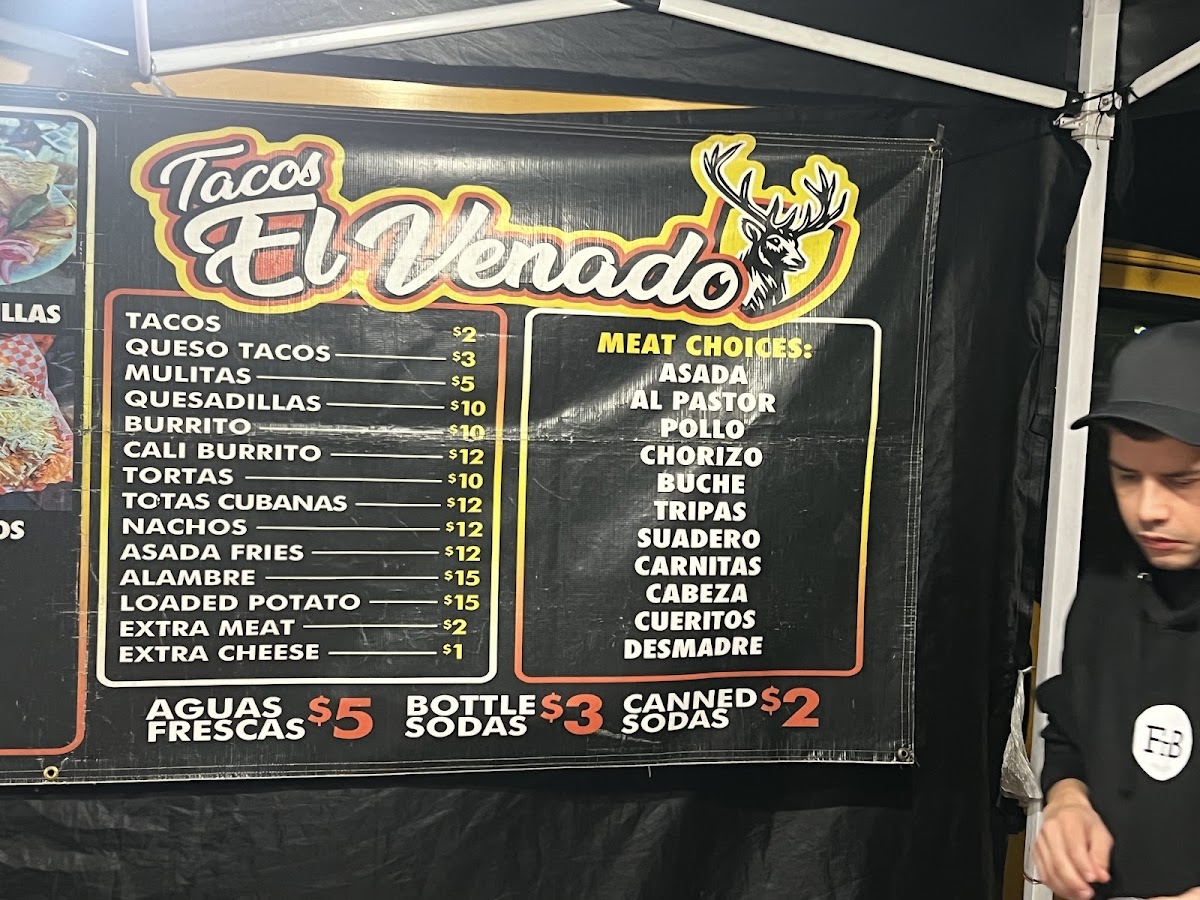 LLAS
OS
Tacos
El Venado
TACOS $2
QUESO TACOS $3
MULITAS $5
QUESADILLAS $10
BURRITO $10
CALI BURRITO $12
TORTAS $10
TOTAS CUBANAS $12
NACHOS $12
ASADA FRIES $12
ALAMBRE $15
LOADED POTATO $15
EXTRA MEAT $2
EXTRA CHEESE $1
MEAT CHOICES:
ASADA
AL PASTOR
POLLO
CHORIZO
BUCHE
TRIPAS
SUADERO
CARNITAS
CABEZA
CUERITOS
DESMADRE
AGUAS
FRESCAS $5
BOTTLE
SODAS $3
CANNED
SODAS $2
FB